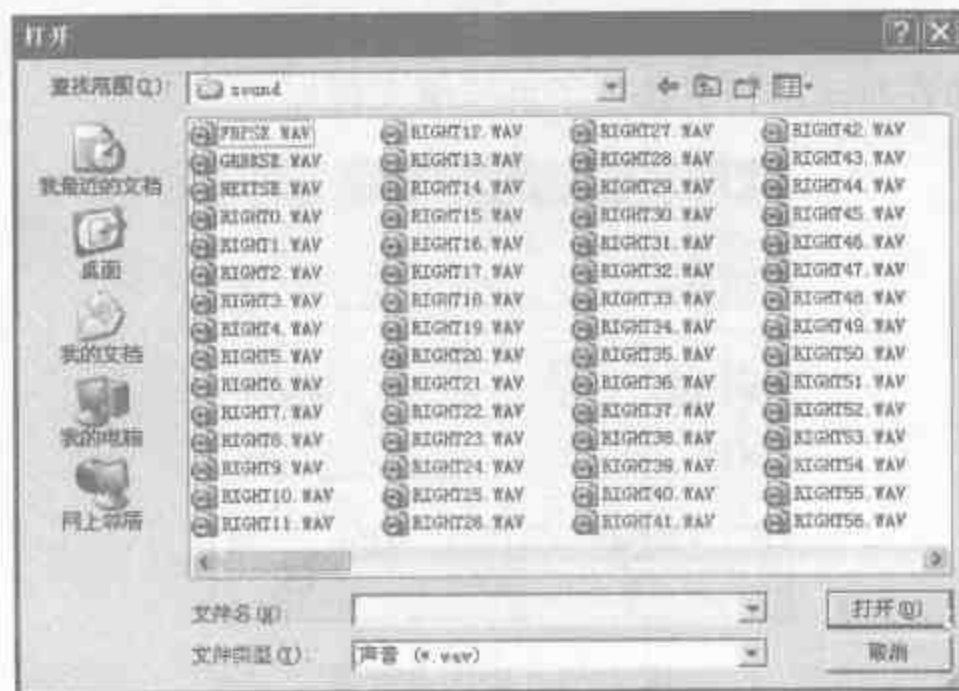 打开
查找范围(I):
sound
我最近的文档
桌面
我的文档
我的电脑
网上邻居
NEXTSE.WAV
RIGHT0.WAV
RIGHT1.WAV
RIGHT2.WAV
RIGHT3.WAV
RIGHT4.WAV
RIGHT5.WAV
RIGHT6.WAV
RIGHT7.WAV
RIGHT8.WAV
RIGHT9.WAV
RIGHT10.WAV
RIGHT11.WAV
RIGHT12.WAV
RIGHT13.WAV
RIGHT14.WAV
RIGHT15.WAV
RIGHT16.WAV
RIGHT17.WAV
RIGHT18.WAV
RIGHT19.WAV
RIGHT20.WAV
RIGHT21.WAV
RIGHT22.WAV
RIGHT23.WAV
RIGHT24.WAV
RIGHT25.WAV
RIGHT26.WAV
RIGHT27.WAV
RIGHT28.WAV
RIGHT29.WAV
RIGHT30.WAV
RIGHT31.WAV
RIGHT32.WAV
RIGHT33.WAV
RIGHT34.WAV
RIGHT35.WAV
RIGHT36.WAV
RIGHT37.WAV
RIGHT38.WAV
RIGHT39.WAV
RIGHT40.WAV
RIGHT41.WAV
RIGHT42.WAV
RIGHT43.WAV
RIGHT44.WAV
RIGHT45.WAV
RIGHT46.WAV
RIGHT47.WAV
RIGHT48.WAV
RIGHT49.WAV
RIGHT50.WAV
RIGHT51.WAV
RIGHT52.WAV
RIGHT53.WAV
RIGHT54.WAV
RIGHT55.WAV
RIGHT56.WAV
文件名(N):
打开(O)
文件类型(T):
声音 (*.wav)
取消